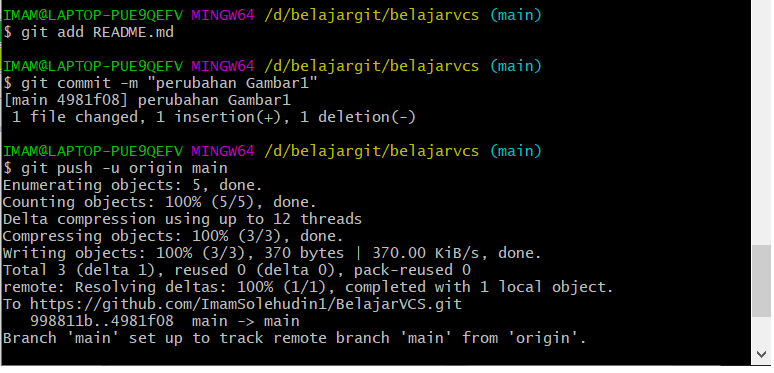 IMAM@LAPTOP-PUE9QEFV MINGW64 /d/belajargit/belajarvcs (main)
$ git add README.md
IMAM@LAPTOP-PUE9QEFV MINGW64 /d/belajargit/belajarvcs (main)
$ git commit -m "perubahan Gambar1"
[main 4981f08] perubahan Gambar1
 1 file changed, 1 insertion(+), 1 deletion(-)
IMAM@LAPTOP-PUE9QEFV MINGW64 /d/belajargit/belajarvcs (main)
$ git push -u origin main
Enumerating objects: 5, done.
Counting objects: 100% (5/5), done.
Delta compression using up to 12 threads
Compressing objects: 100% (3/3), done.
Writing objects: 100% (3/3), 370 bytes | 370.00 KiB/s, done.
Total 3 (delta 1), reused 0 (delta 0), pack-reused 0
remote: Resolving deltas: 100% (1/1), completed with 1 local object.
To https://github.com/ImamSolehudin1/BelajarVCS.git
   998811b..4981f08  main -> main
Branch 'main' set up to track remote branch 'main' from 'origin'.